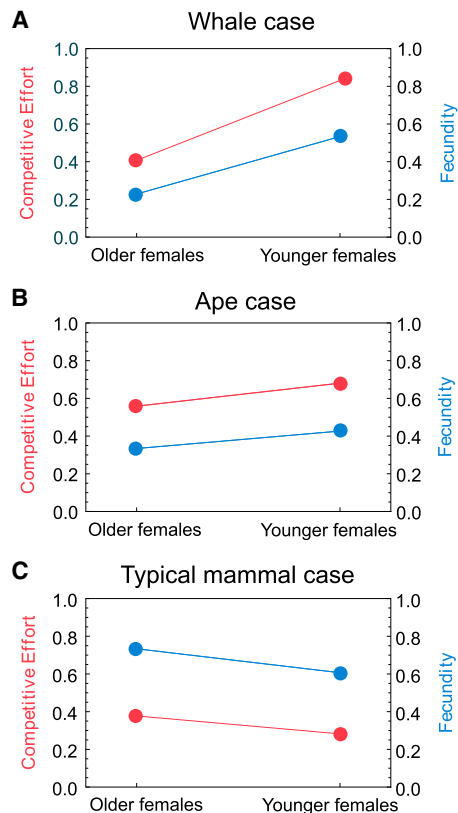 A
Whale case
Competitive Effort
1.0
0.8
0.6
0.4
0.2
0.0
1.0
0.8
0.6
0.4
0.2
0.0
Fecundity
Older females
Younger females
B
Ape case
Competitive Effort
1.0
0.8
0.6
0.4
0.2
0.0
1.0
0.8
0.6
0.4
0.2
0.0
Fecundity
Older females
Younger females
C
Typical mammal case
Competitive Effort
1.0
0.8
0.6
0.4
0.2
0.0
1.0
0.8
0.6
0.4
0.2
0.0
Fecundity
Older females
Younger females